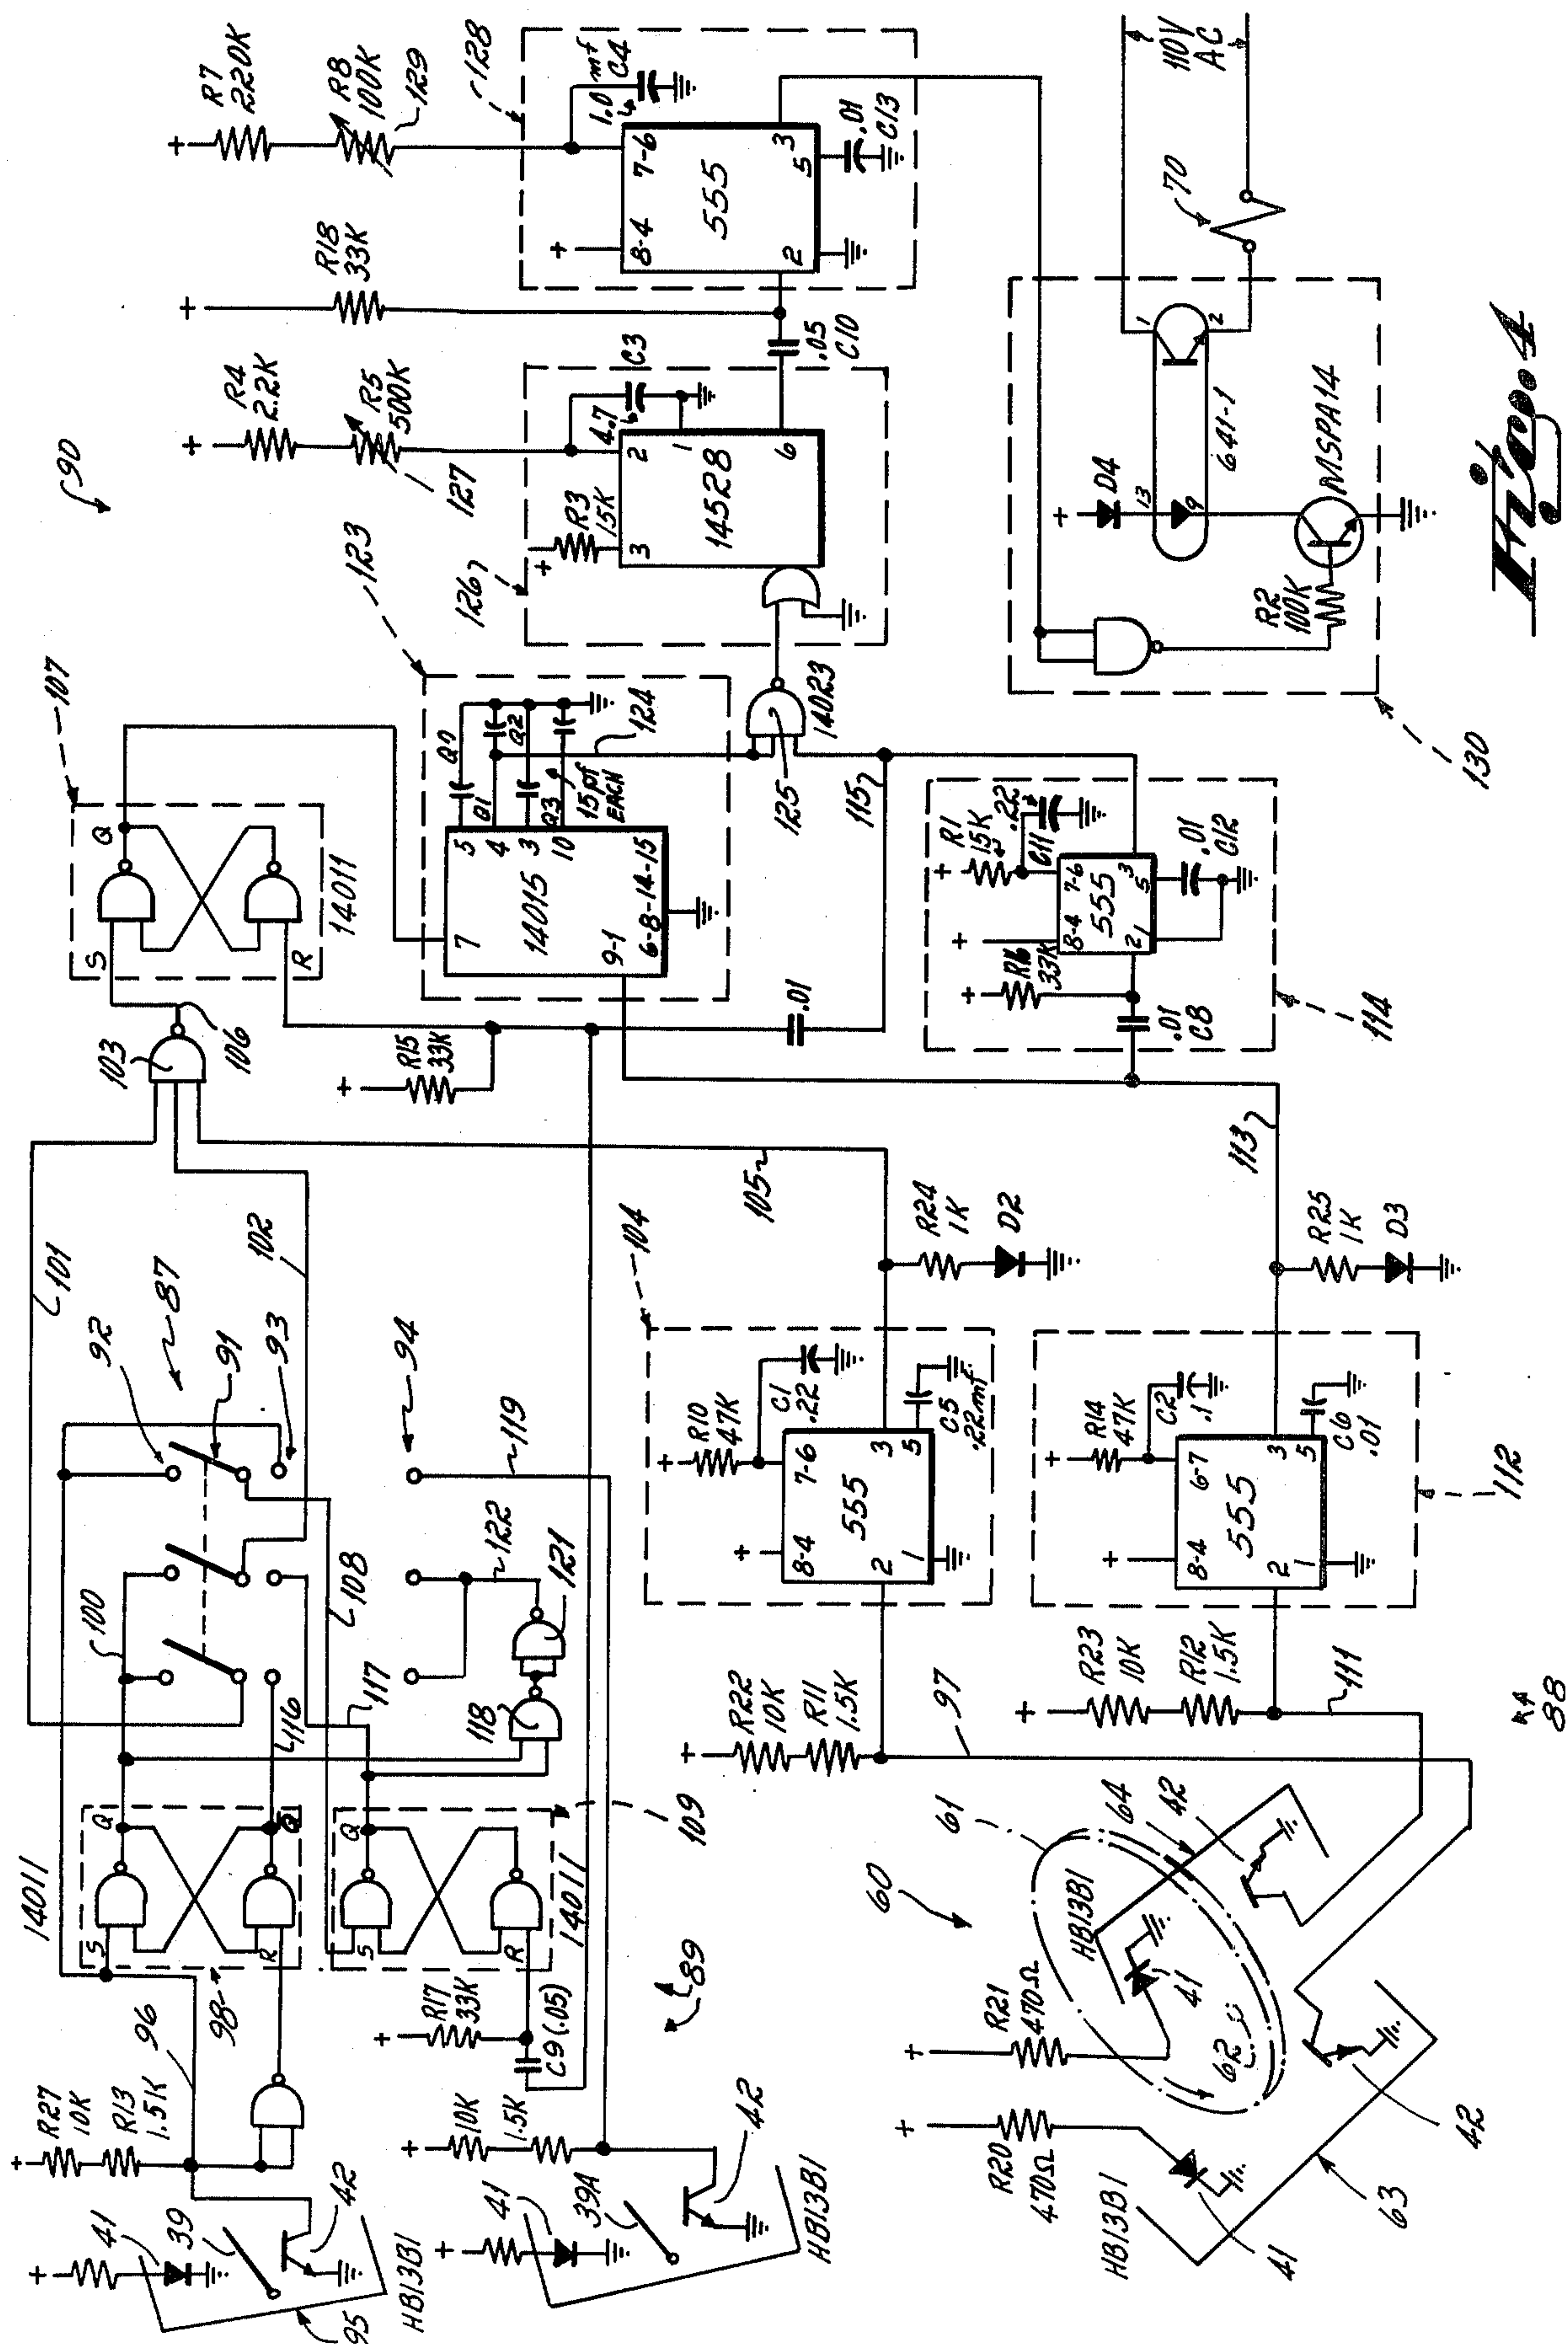 90
R4
2.2K
R5
500K
127
R18
33K
R7
220K
R8
100K
129
128
1.0 mf
C4
7-6
8-4
555
3
5
2
.01
C13
C3
4.7
2
1
6
3
14528
R3
15K
126
.05
C10
123
107
Q
S
R
14011
103
106
5
4
3
10
Q7
Q1
Q2
Q3
15pf
EACH
124
7
14015
9-1
6-8-14-15
125
14023
115
R15
33K
.01
R1
15K
.22
C11
R16
33K
8-4
7-6
555
3
5
2
1
.01
C12
.01
C8
114
113
110V
AC
70
1
2
641-1
13
9
D4
MSPA14
R2
100K
130
Fig. 4
101
102
87
92
91
93
94
100
108
116
117
118
119
121
122
105
104
R10
47K
C1
.22
7-6
8-4
555
3
5
2
1
C5
.22mf
R24
1K
D2
R14
47K
C2
.1
6-7
8-4
555
3
5
2
1
C6
.01
112
R25
1K
D3
R22
10K
R11
1.5K
97
R23
10K
R12
1.5K
111
88
14011
S
Q
R
Q
98
96
S
Q
R
14011
109
R27
10K
R13
1.5K
R17
33K
C9(.05)
89
10K
1.5K
41
39
42
HB13B1
95
41
39A
42
HB13B1
60
61
64
42
HB13B1
41
62
R21
470Ω
R20
470Ω
HB13B1
41
42
63